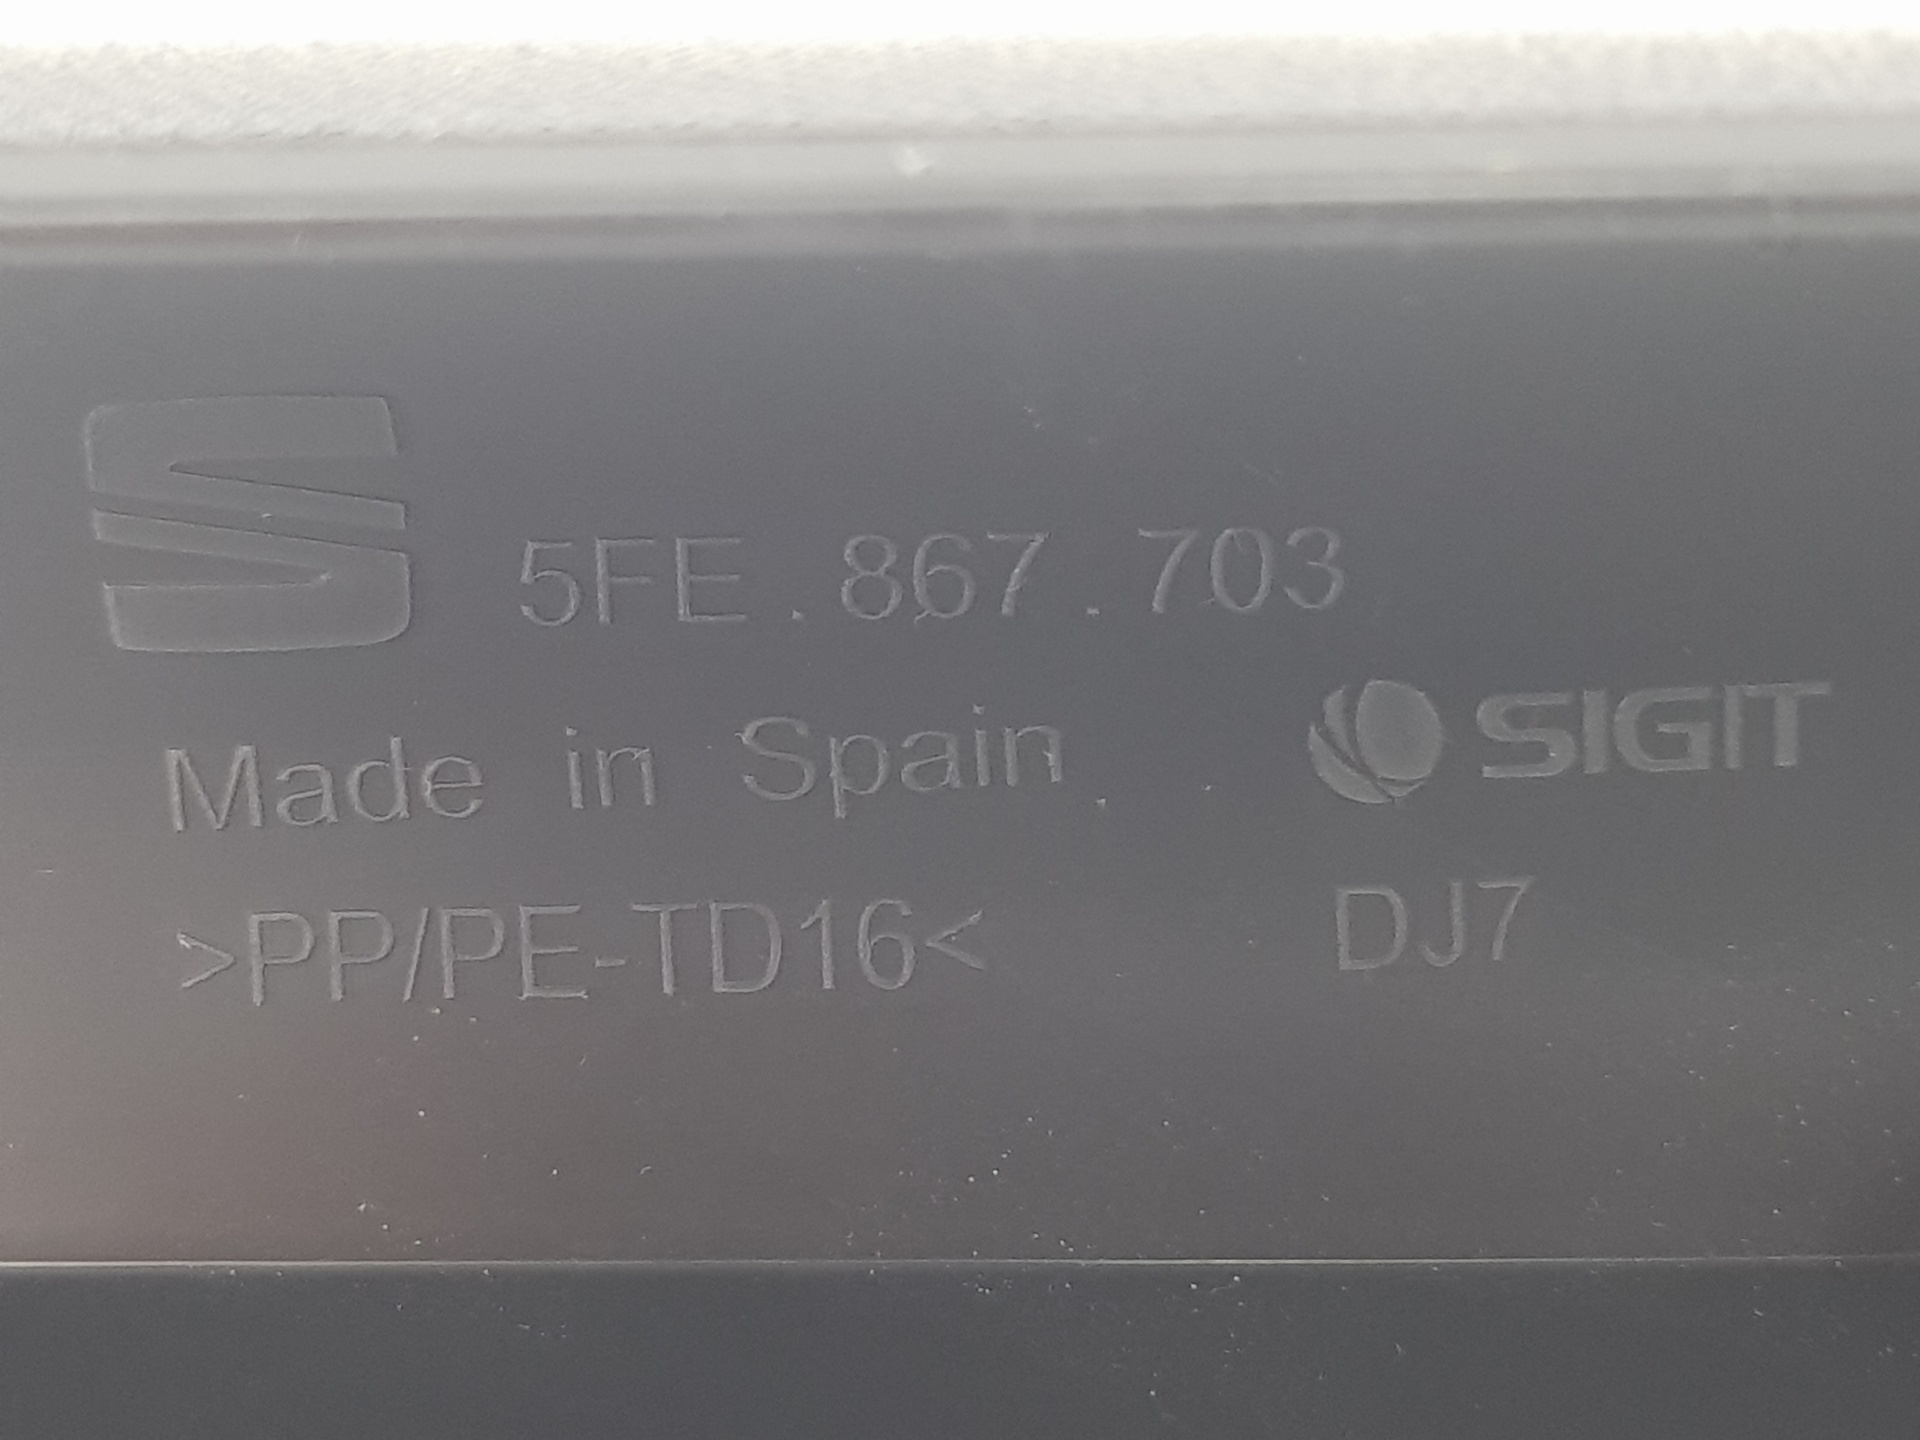 5FE . 867 . 703
Made in Spain
SIGIT
>PP/PE-TD16<
DJ7